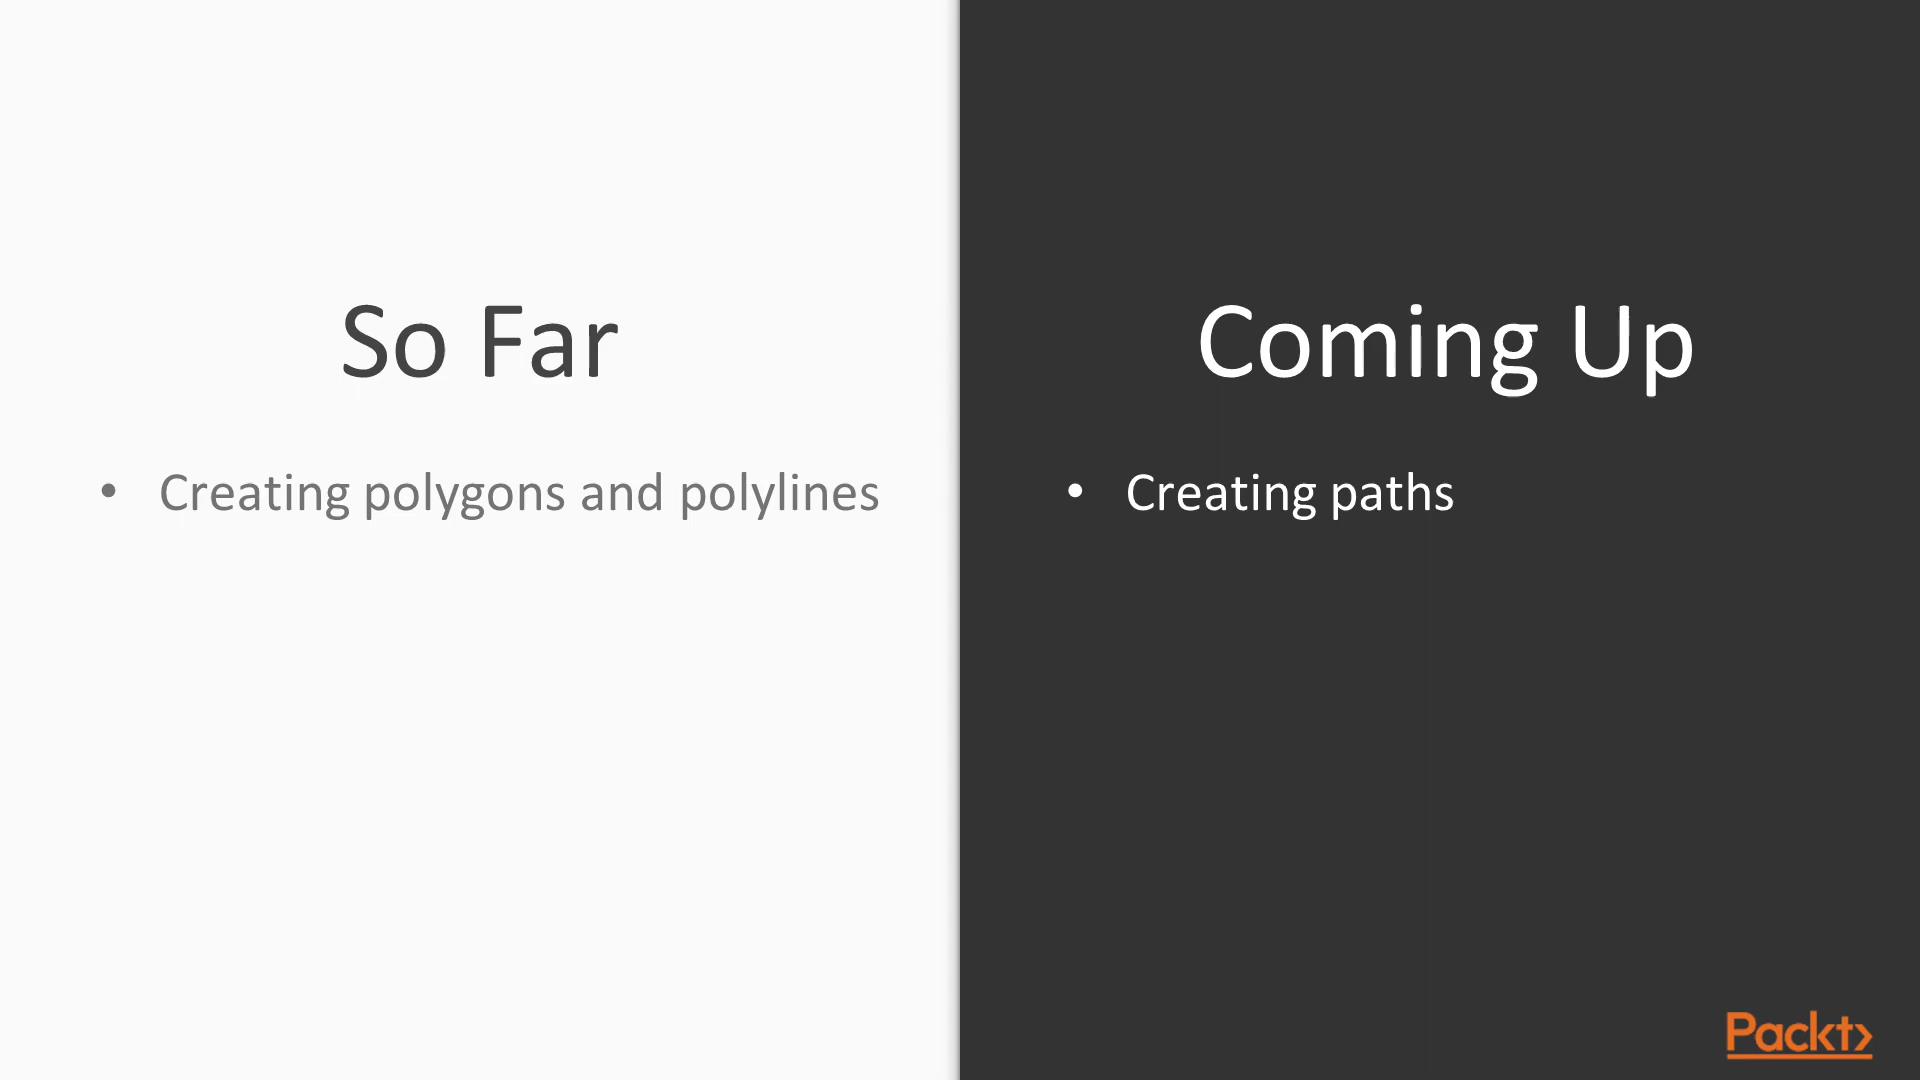 So Far
• Creating polygons and polylines
Coming Up
• Creating paths
Packt>